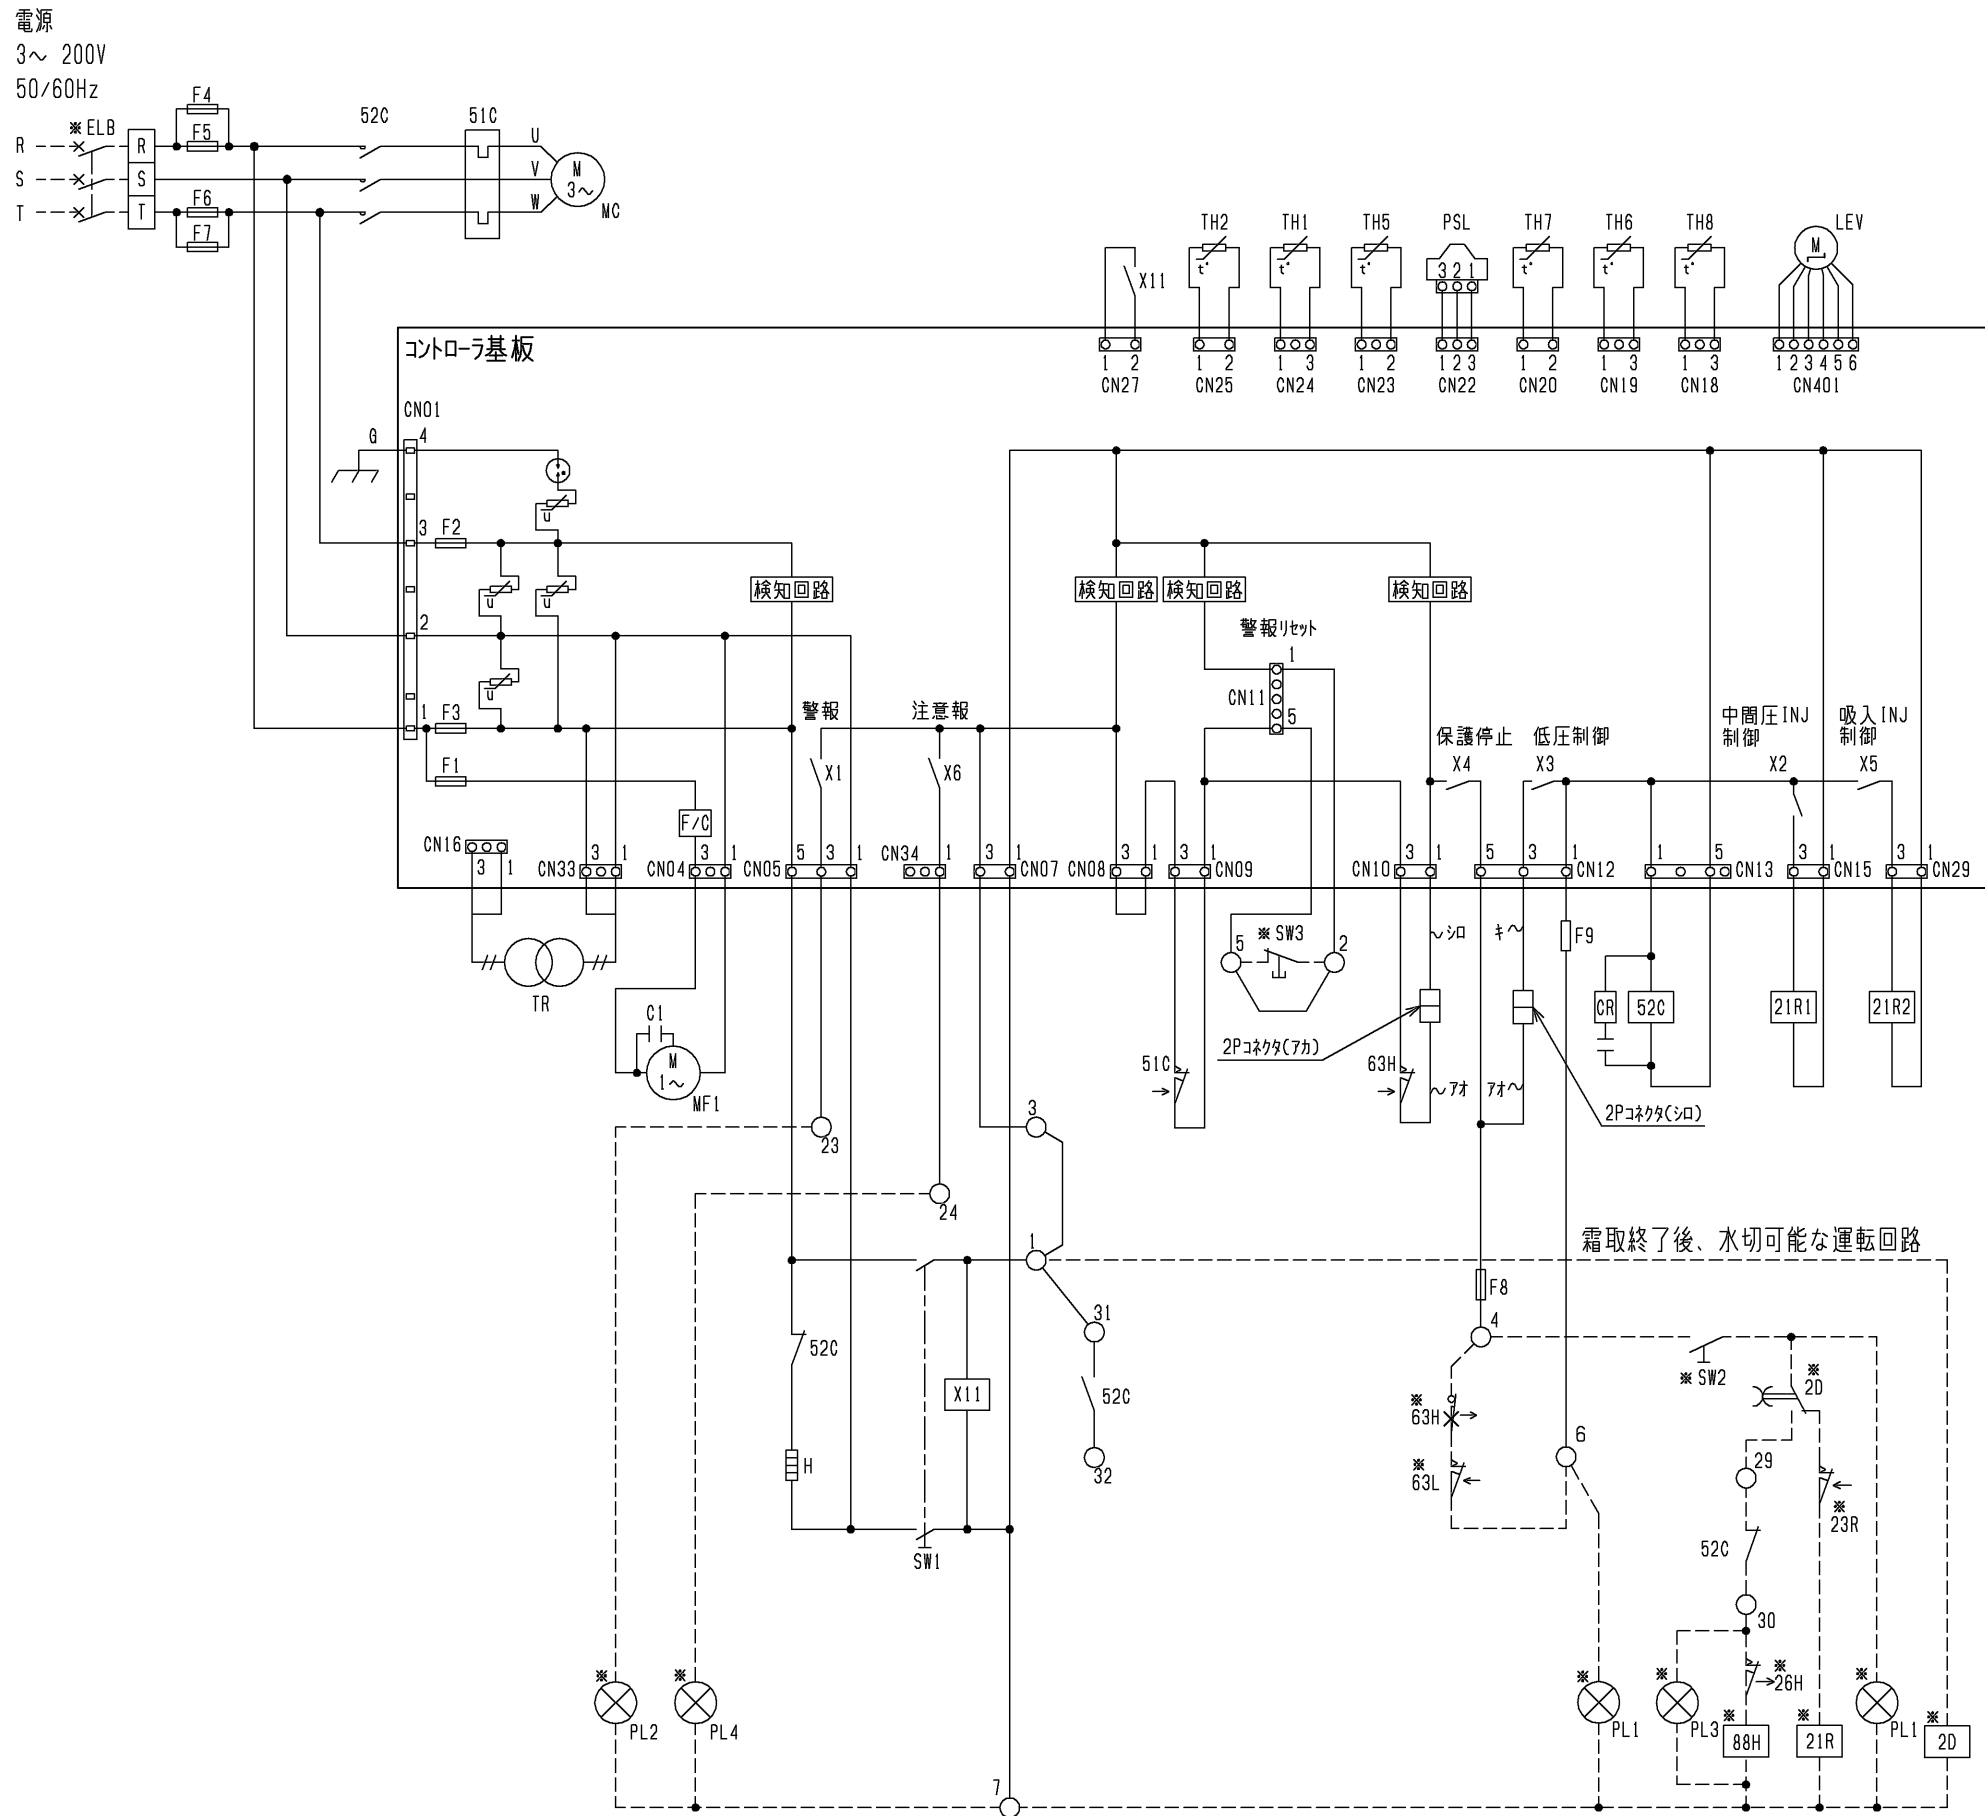 電源
3～ 200V
50/60Hz
F4
※ELB
F5
52C
51C
R
R
U
S
S
V
M
3～
T
T
F6
W
MC
F7
TH2
TH1
TH5
PSL
TH7
TH6
TH8
LEV
M
X11
t°
t°
t°
3 2 1
t°
t°
t°
コントローラ基板
1 2
1 2
1 3
1 2
1 2 3
1 2
1 3
1 3
1 2 3 4 5 6
CN27
CN25
CN24
CN23
CN22
CN20
CN19
CN18
CN401
CN01
G
4
u
3
F2
検知回路
検知回路
検知回路
検知回路
u
u
2
警報リセット
1
u
CN11
1
F3
警報
注意報
5
中間圧INJ
制御
吸入INJ
制御
保護停止
低圧制御
F1
X1
X6
X4
X3
X2
X5
F/C
CN16
3 1
CN33
3 1
CN04
3 1
CN05
5 3 1
CN34
1
3 1
CN07
CN08
3 1
3 1
CN09
CN10
3 1
5 3 1
CN12
1 5
CN13
3 1
CN15
3 1
CN29
TR
※SW3
5
2
～シロ
キ～
F9
C1
M
1～
MF1
CR
52C
21R1
21R2
2Pコネクタ(アカ)
51C
63H
～アオ
アオ～
2Pコネクタ(シロ)
23
3
24
1
霜取終了後、水切可能な運転回路
F8
31
4
52C
※SW2
※
2D
X11
52C
※
63H
6
H
32
※
63L
29
※
23R
SW1
52C
30
※
※
※
※
※
26H
※
PL2
PL4
PL1
PL3
※
88H
※
21R
PL1
※
2D
7